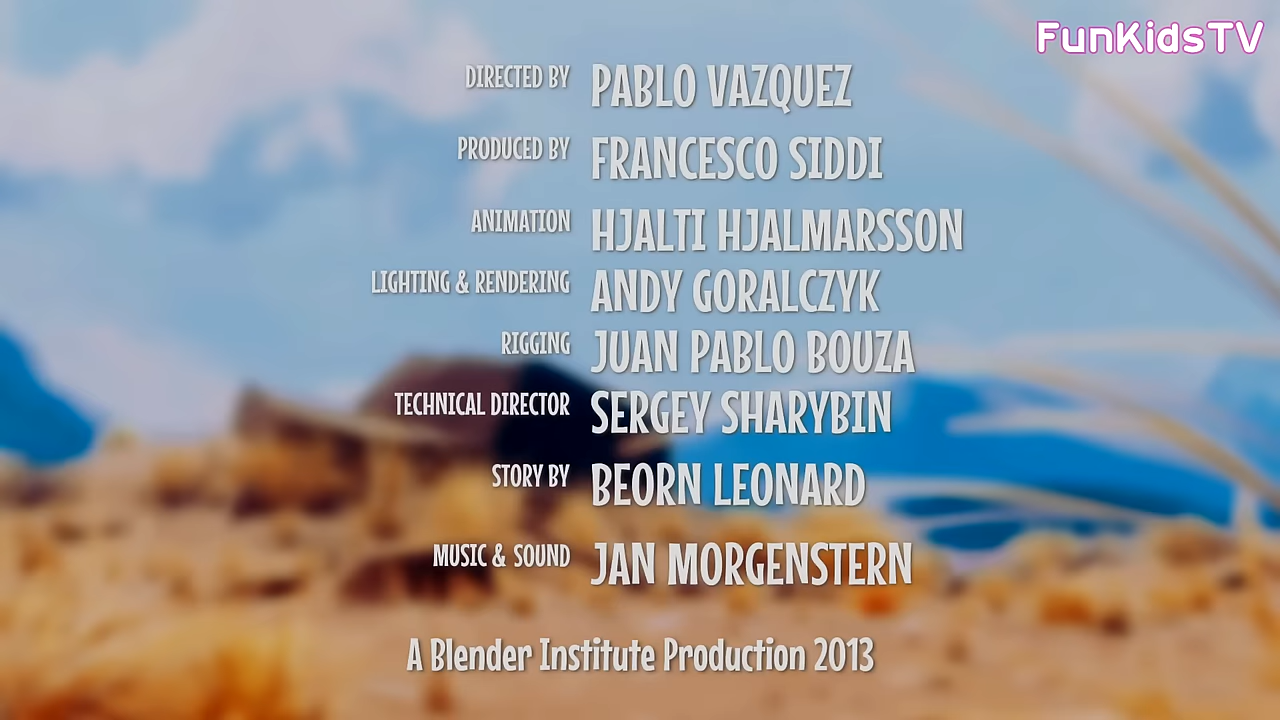 FunKidsTV
DIRECTED BY PABLO VAZQUEZ
PRODUCED BY FRANCESCO SIDDI
ANIMATION HJALTI HJALMARSSON
LIGHTING & RENDERING ANDY GORALCZYK
RIGGING JUAN PABLO BOUZA
TECHNICAL DIRECTOR SERGEY SHARYBIN
STORY BY BEORN LEONARD
MUSIC & SOUND JAN MORGENSTERN
A Blender Institute Production 2013